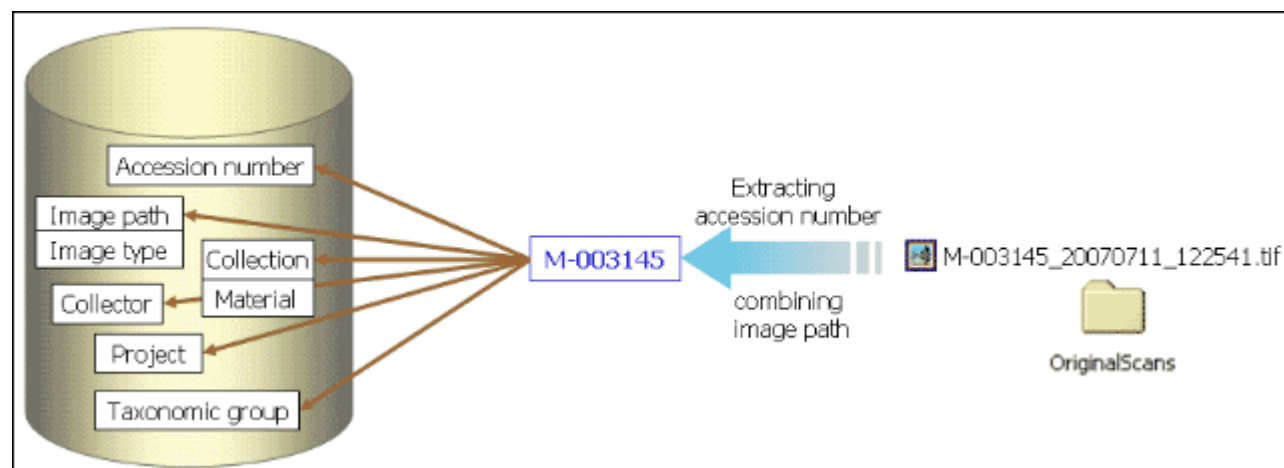 Accession number
Image path
Image type
Collection
Material
Collector
Project
Taxonomic group
M-003145
Extracting
accession number
combining
image path
M-003145_20070711_122541.tif
OriginalScans